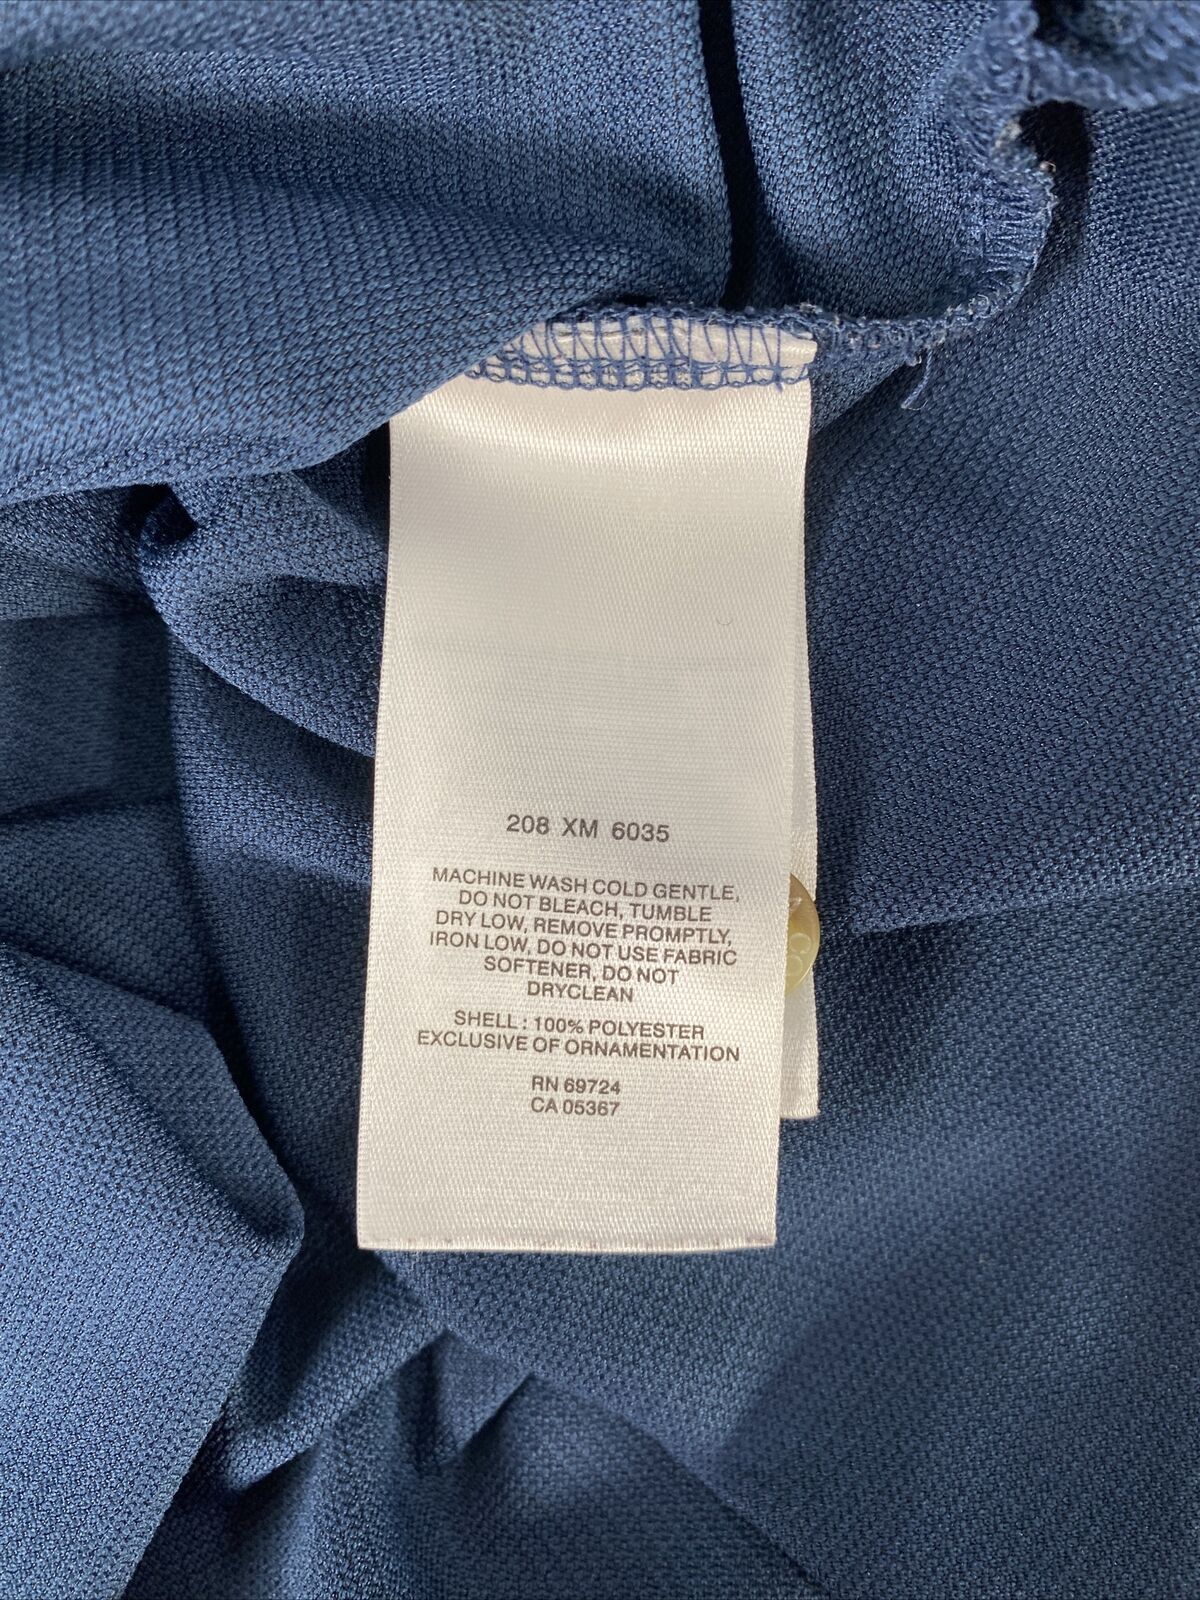 208 XM 6035
MACHINE WASH COLD GENTLE,
DO NOT BLEACH, TUMBLE
DRY LOW, REMOVE PROMPTLY,
IRON LOW, DO NOT USE FABRIC
SOFTENER, DO NOT
DRYCLEAN
SHELL : 100% POLYESTER
EXCLUSIVE OF ORNAMENTATION
RN 69724
CA 05367